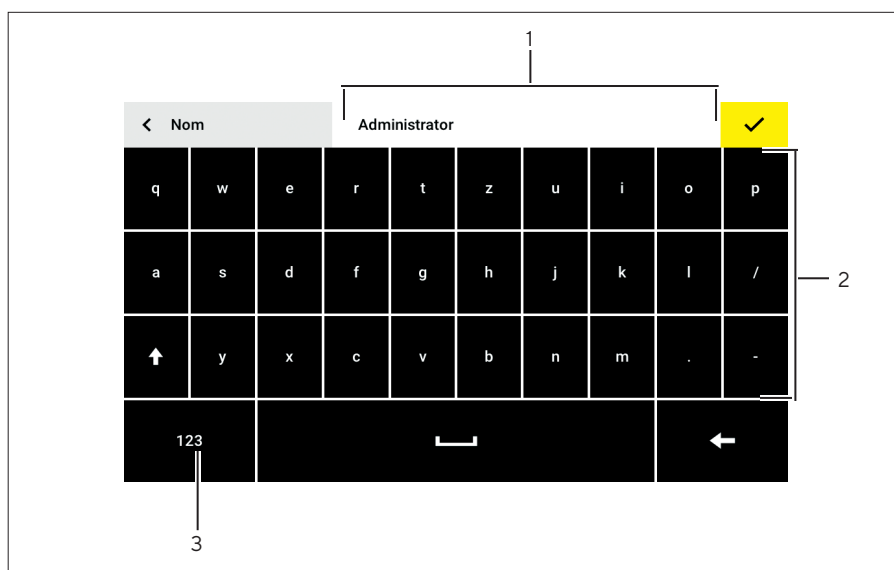 1
Nom Administrator
q w e r t z u i o p
a s d f g h j k l /
2
y x c v b n m . -
123
3